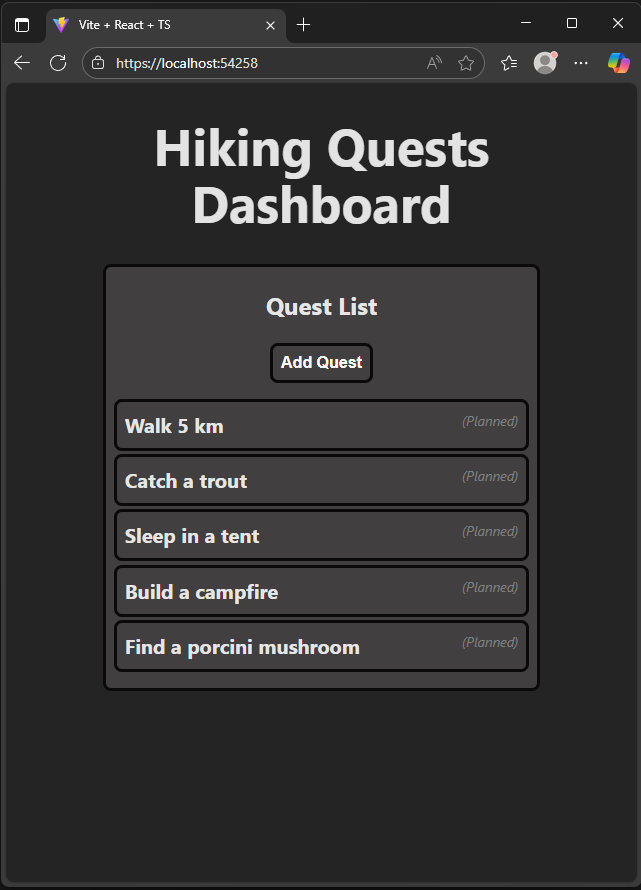 Vite + React + TS
https://localhost:54258
Hiking Quests
Dashboard
Quest List
Add Quest
Walk 5 km
(Planned)
Catch a trout
(Planned)
Sleep in a tent
(Planned)
Build a campfire
(Planned)
Find a porcini mushroom
(Planned)